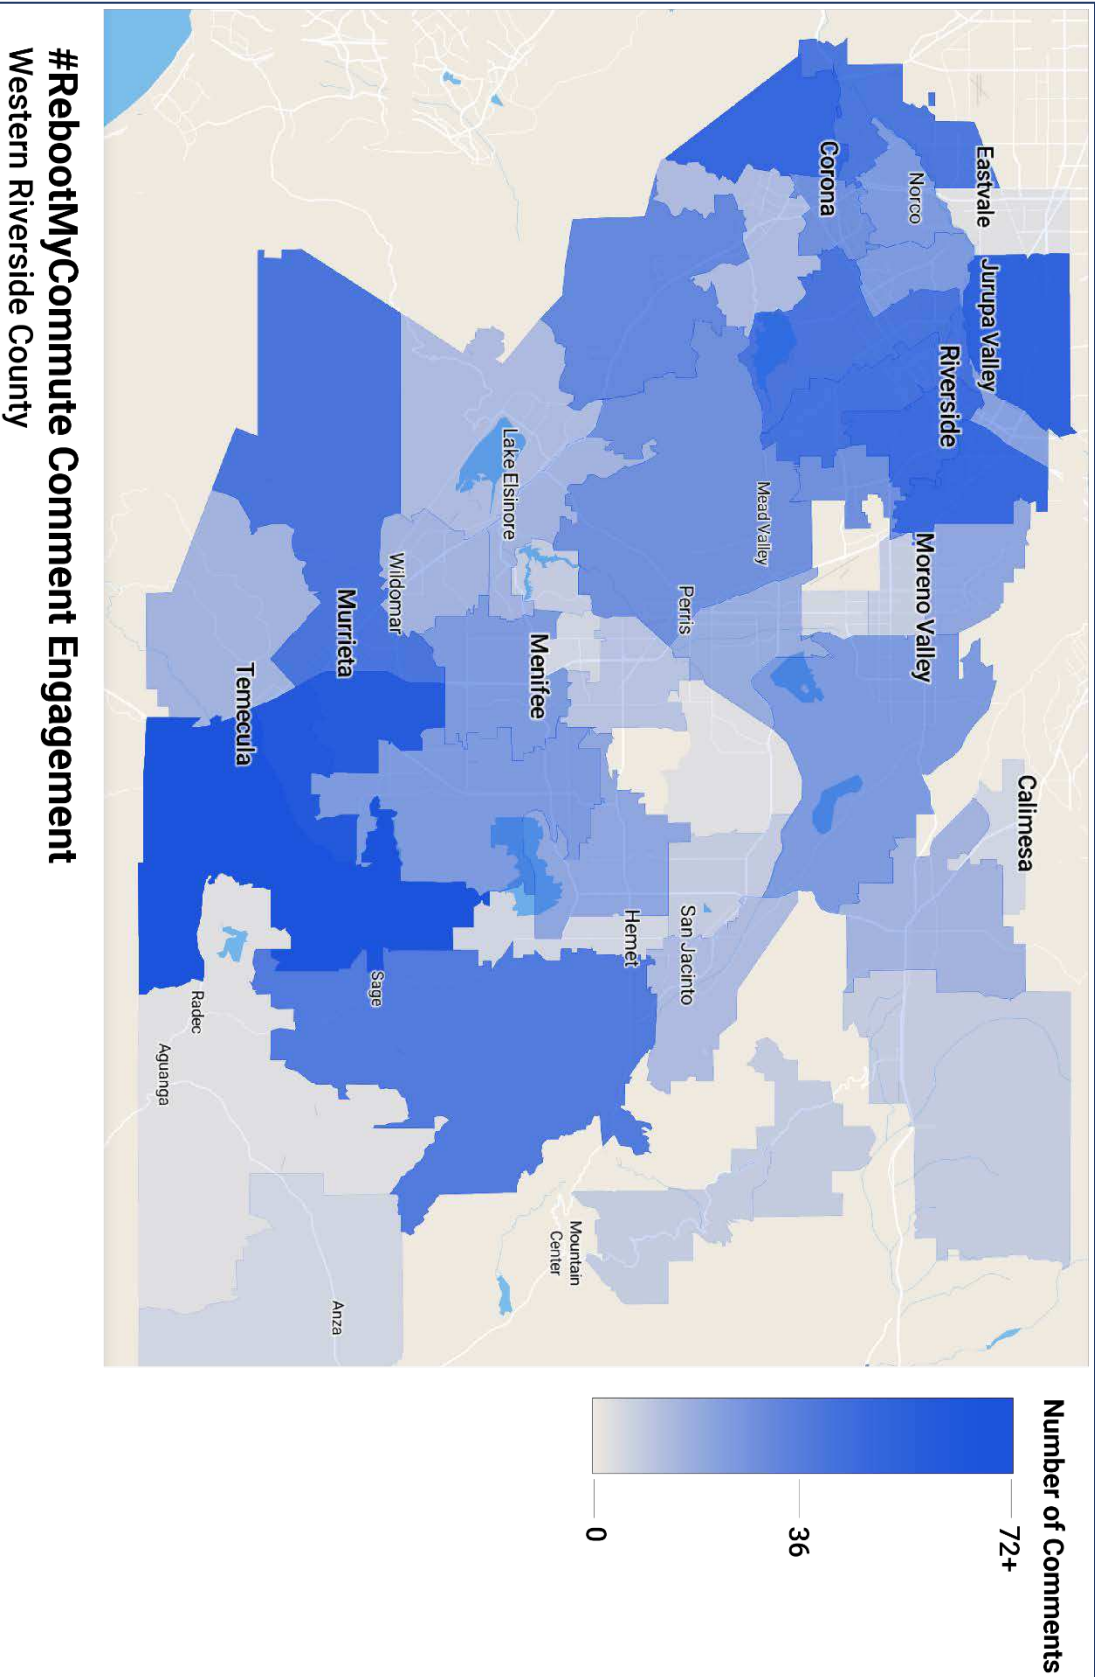 #RebootMyCommute Comment Engagement
Western Riverside County
Number of Comments
72+
36
0
Eastvale
Norco
Corona
Jurupa Valley
Riverside
Moreno Valley
Calimesa
Mead Valley
Perris
San Jacinto
Hemet
Lake Elsinore
Menifee
Mountain
Center
Wildomar
Murrieta
Sage
Anza
Temecula
Radec
Aguanga